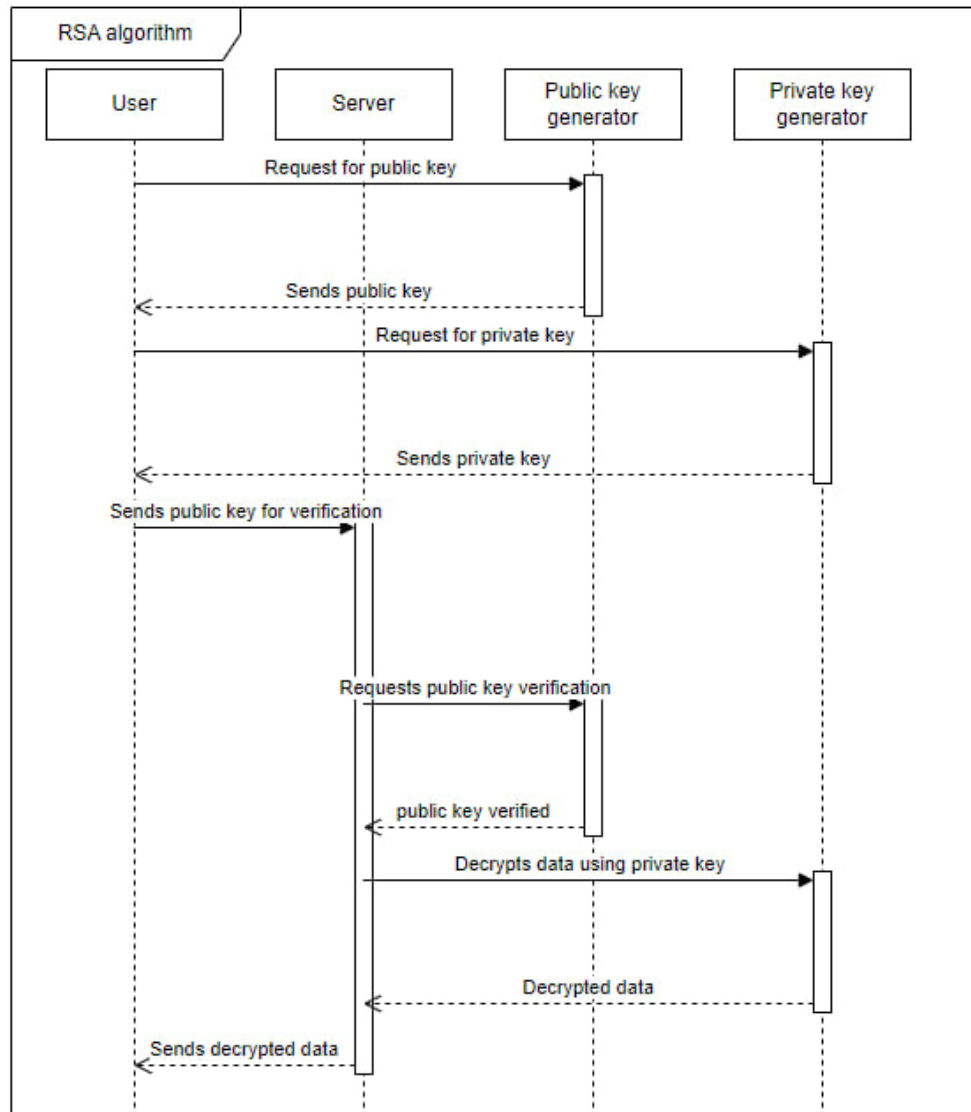 RSA algorithm
User
Server
Public key
generator
Private key
generator
Request for public key
Sends public key
Request for private key
Sends private key
Sends public key for verification
Requests public key verification
public key verified
Decrypts data using private key
Decrypted data
Sends decrypted data